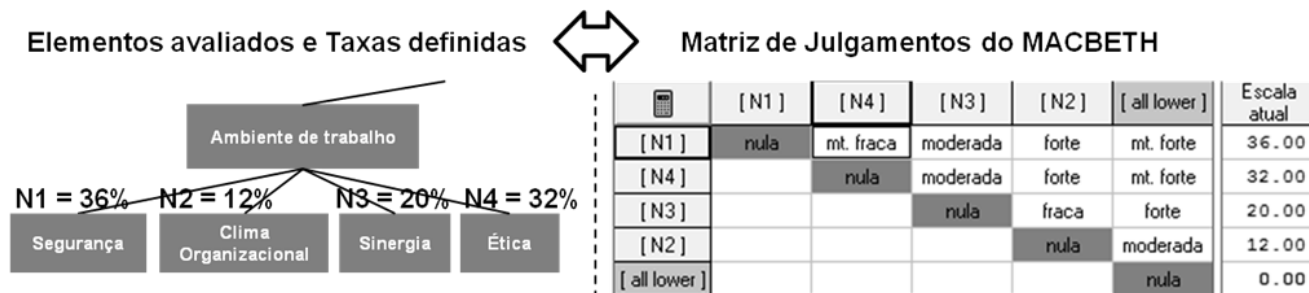 Elementos avaliados e Taxas definidas
Ambiente de trabalho
N1 = 36% N2 = 12% N3 = 20% N4 = 32%
Segurança
Clima
Organizacional
Sinergia
Ética
Matriz de Julgamentos do MACBETH
[ N1 ] [ N4 ] [ N3 ] [ N2 ] [ all lower ] Escala
atual
[ N1 ] nula mt. fraca moderada forte mt. forte 36.00
[ N4 ] nula moderada forte mt. forte 32.00
[ N3 ] nula fraca forte 20.00
[ N2 ] nula moderada 12.00
[ all lower ] nula 0.00